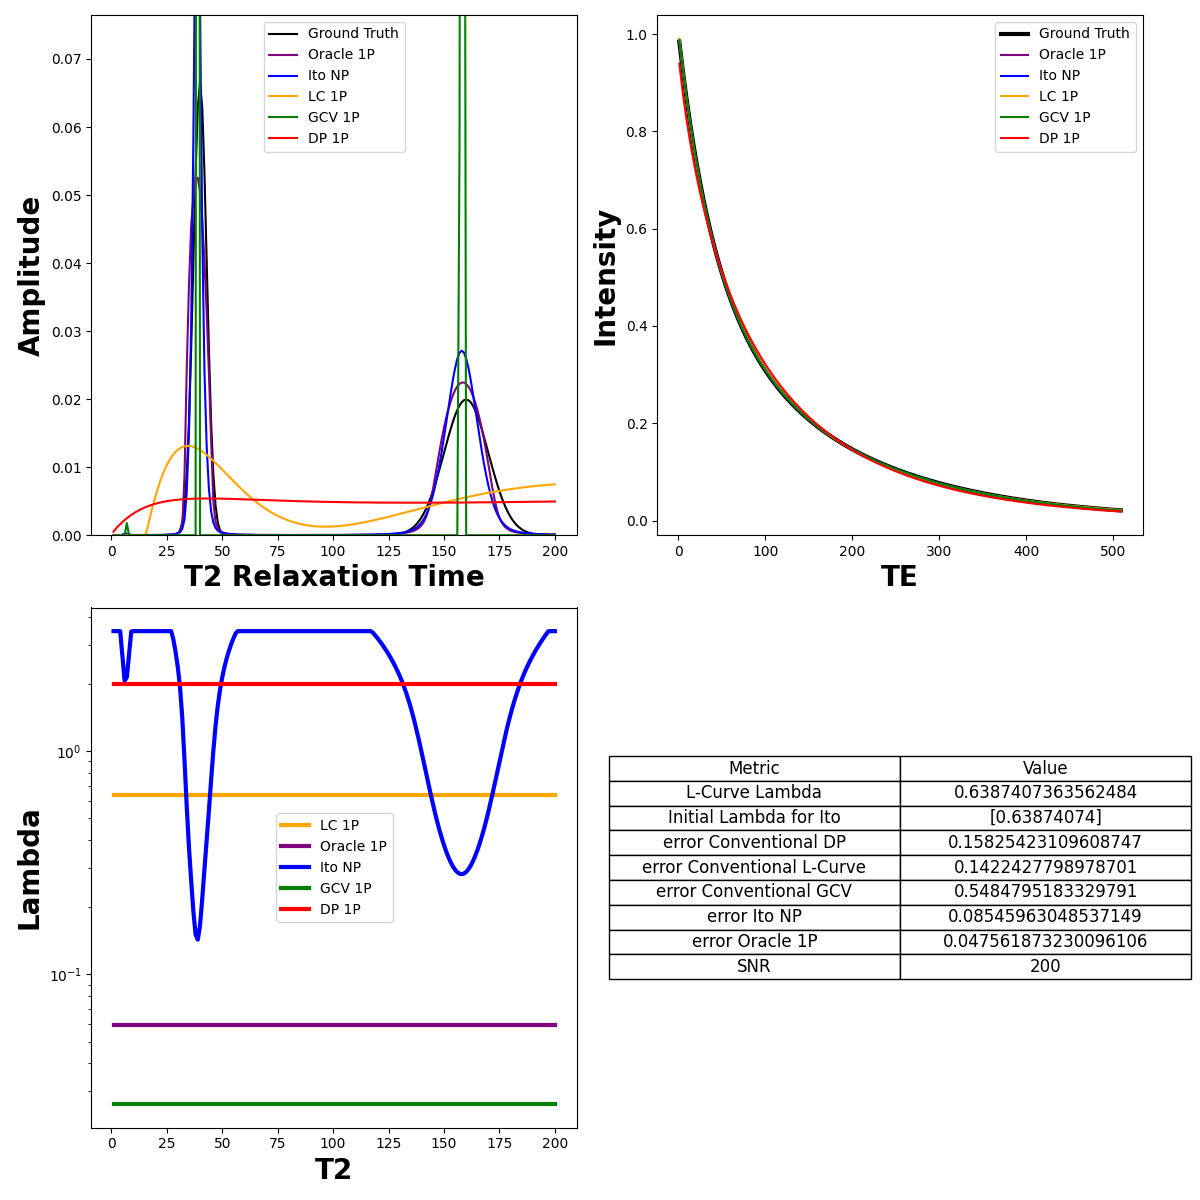 Ground Truth
Oracle 1P
Ito NP
LC 1P
GCV 1P
DP 1P
0.07
0.06
0.05
0.04
0.03
0.02
0.01
0.00
Amplitude
0 25 50 75 100 125 150 175 200
T2 Relaxation Time
Ground Truth
Oracle 1P
Ito NP
LC 1P
GCV 1P
DP 1P
1.0
0.8
0.6
0.4
0.2
0.0
Intensity
0 100 200 300 400 500
TE
10^0
10^-1
Lambda
LC 1P
Oracle 1P
Ito NP
GCV 1P
DP 1P
0 25 50 75 100 125 150 175 200
T2
Metric Value
L-Curve Lambda 0.6387407363562484
Initial Lambda for Ito [0.63874074]
error Conventional DP 0.15825423109608747
error Conventional L-Curve 0.1422427798978701
error Conventional GCV 0.5484795183329791
error Ito NP 0.08545963048537149
error Oracle 1P 0.047561873230096106
SNR 200